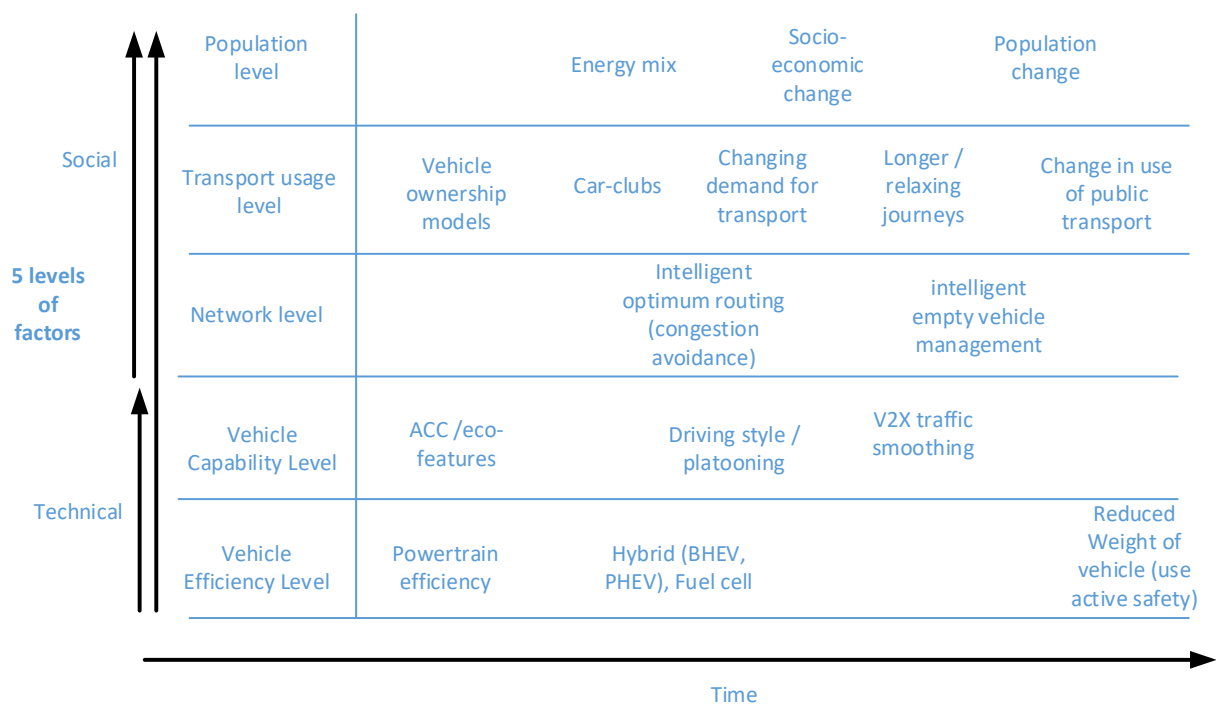 Population
level
Energy mix
Socio-
economic
change
Population
change
Social
Transport usage
level
Vehicle
ownership
models
Car-clubs
Changing
demand for
transport
Longer /
relaxing
journeys
Change in use
of public
transport
5 levels
of
factors
Network level
Intelligent
optimum routing
(congestion
avoidance)
intelligent
empty vehicle
management
Vehicle
Capability Level
ACC /eco-
features
Driving style /
platooning
V2X traffic
smoothing
Technical
Vehicle
Efficiency Level
Powertrain
efficiency
Hybrid (BHEV,
PHEV), Fuel cell
Reduced
Weight of
vehicle (use
active safety)
Time